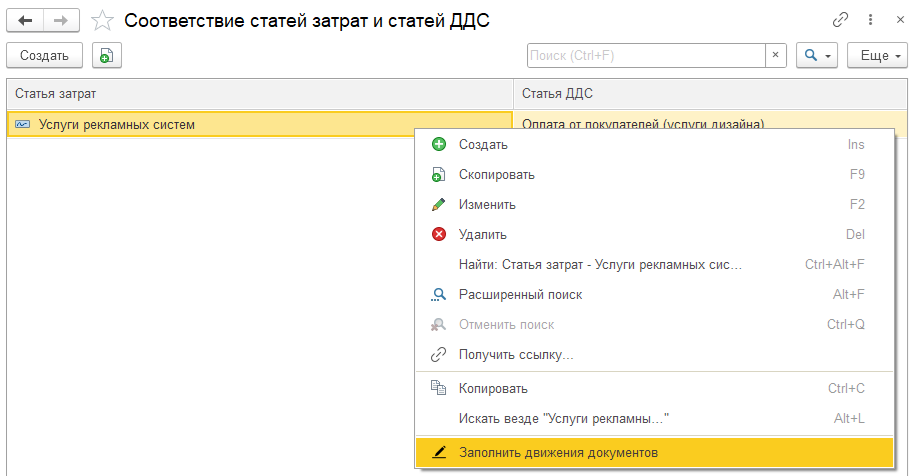 Соответствие статей затрат и статей ДДС
Создать
Поиск (Ctrl+F)
×
Еще
Статья затрат
Статья ДДС
Услуги рекламных систем
Оплата от покупателей (услуги дизайна)
Создать Ins
Скопировать F9
Изменить F2
Удалить Del
Найти: Статья затрат - Услуги рекламных сис... Ctrl+Alt+F
Расширенный поиск Alt+F
Отменить поиск Ctrl+Q
Получить ссылку...
Копировать Ctrl+C
Искать везде "Услуги рекламны..." Alt+L
Заполнить движения документов